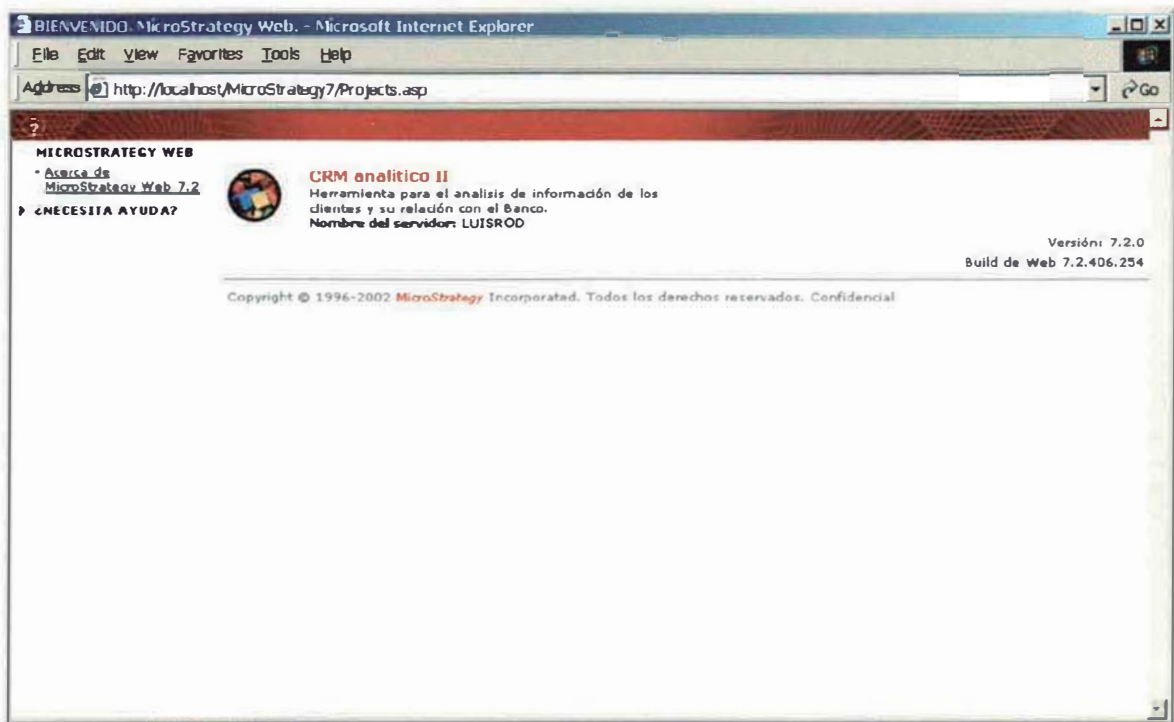 BIENVENIDO. MicroStrategy Web. - Microsoft Internet Explorer
File Edit View Favorites Tools Help
Address http://localhost/MicroStrategy7/Projects.asp Go
?
MICROSTRATEGY WEB
- Acerca de
MicroStrategy Web 7.2
¿NECESITA AYUDA?
CRM analitico II
Herramienta para el analisis de información de los
clientes y su relación con el Banco.
Nombre del servidor: LUISROD
Versión: 7.2.0
Build de Web 7.2.406.254
Copyright © 1996-2002 MicroStrategy Incorporated. Todos los derechos reservados. Confidencial